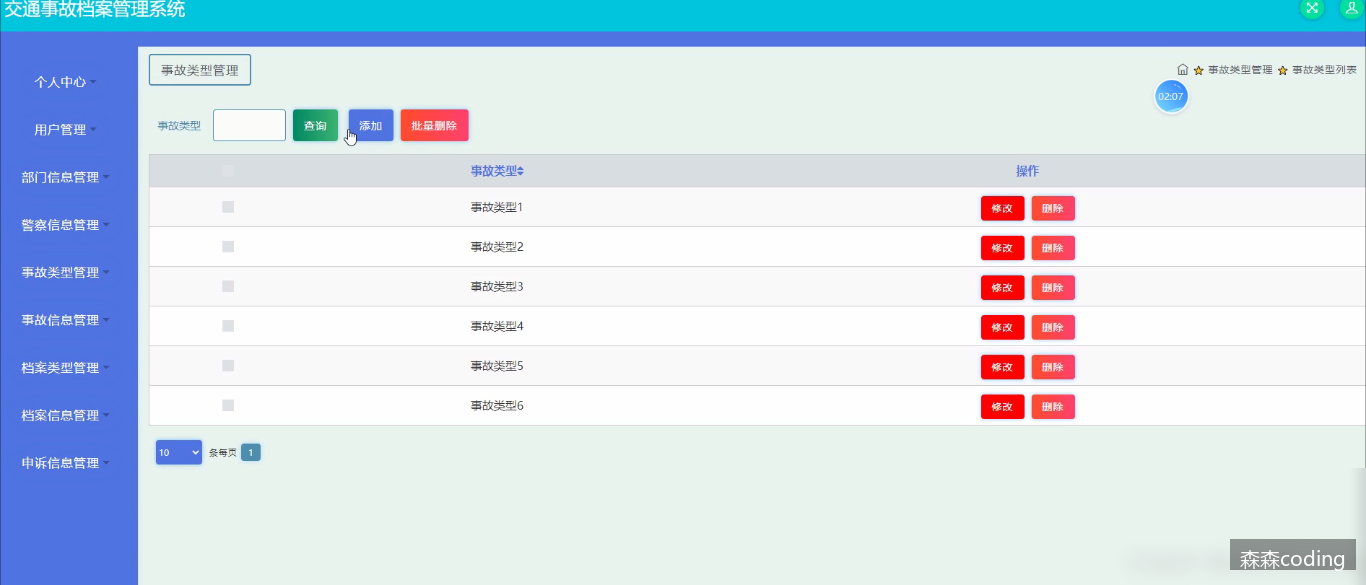 交通事故档案管理系统
个人中心
用户管理
部门信息管理
警察信息管理
事故类型管理
事故信息管理
档案类型管理
档案信息管理
申诉信息管理
事故类型管理
事故类型管理 事故类型列表
02:07
事故类型 查询 添加 批量删除
事故类型 操作
事故类型1 修改 删除
事故类型2 修改 删除
事故类型3 修改 删除
事故类型4 修改 删除
事故类型5 修改 删除
事故类型6 修改 删除
10 条每页 1
森森coding